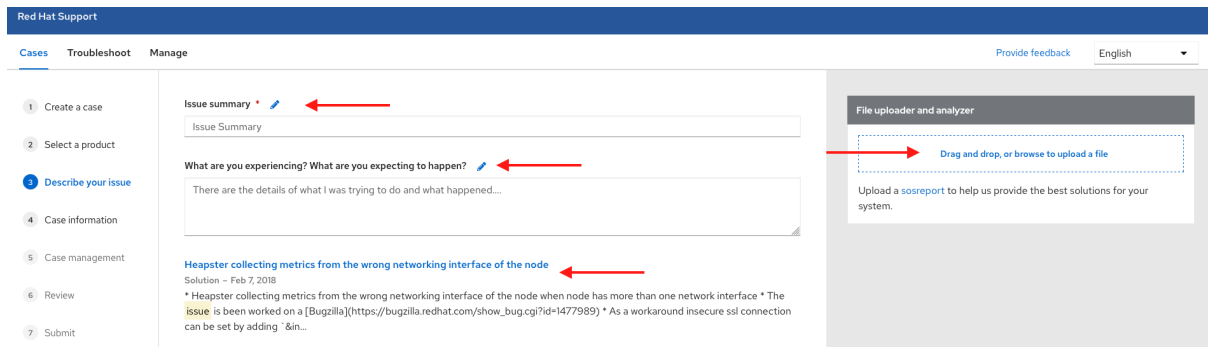 Red Hat Support
Cases Troubleshoot Manage
Provide feedback English
1 Create a case
2 Select a product
3 Describe your issue
4 Case information
5 Case management
6 Review
7 Submit
Issue summary *
Issue Summary
What are you experiencing? What are you expecting to happen?
There are the details of what I was trying to do and what happened....
Heapster collecting metrics from the wrong networking interface of the node
Solution – Feb 7, 2018
* Heapster collecting metrics from the wrong networking interface of the node when node has more than one network interface * The
issue is been worked on a [Bugzilla](https://bugzilla.redhat.com/show_bug.cgi?id=1477989) * As a workaround insecure ssl connection
can be set by adding `&in...
File uploader and analyzer
Drag and drop, or browse to upload a file
Upload a sosreport to help us provide the best solutions for your
system.